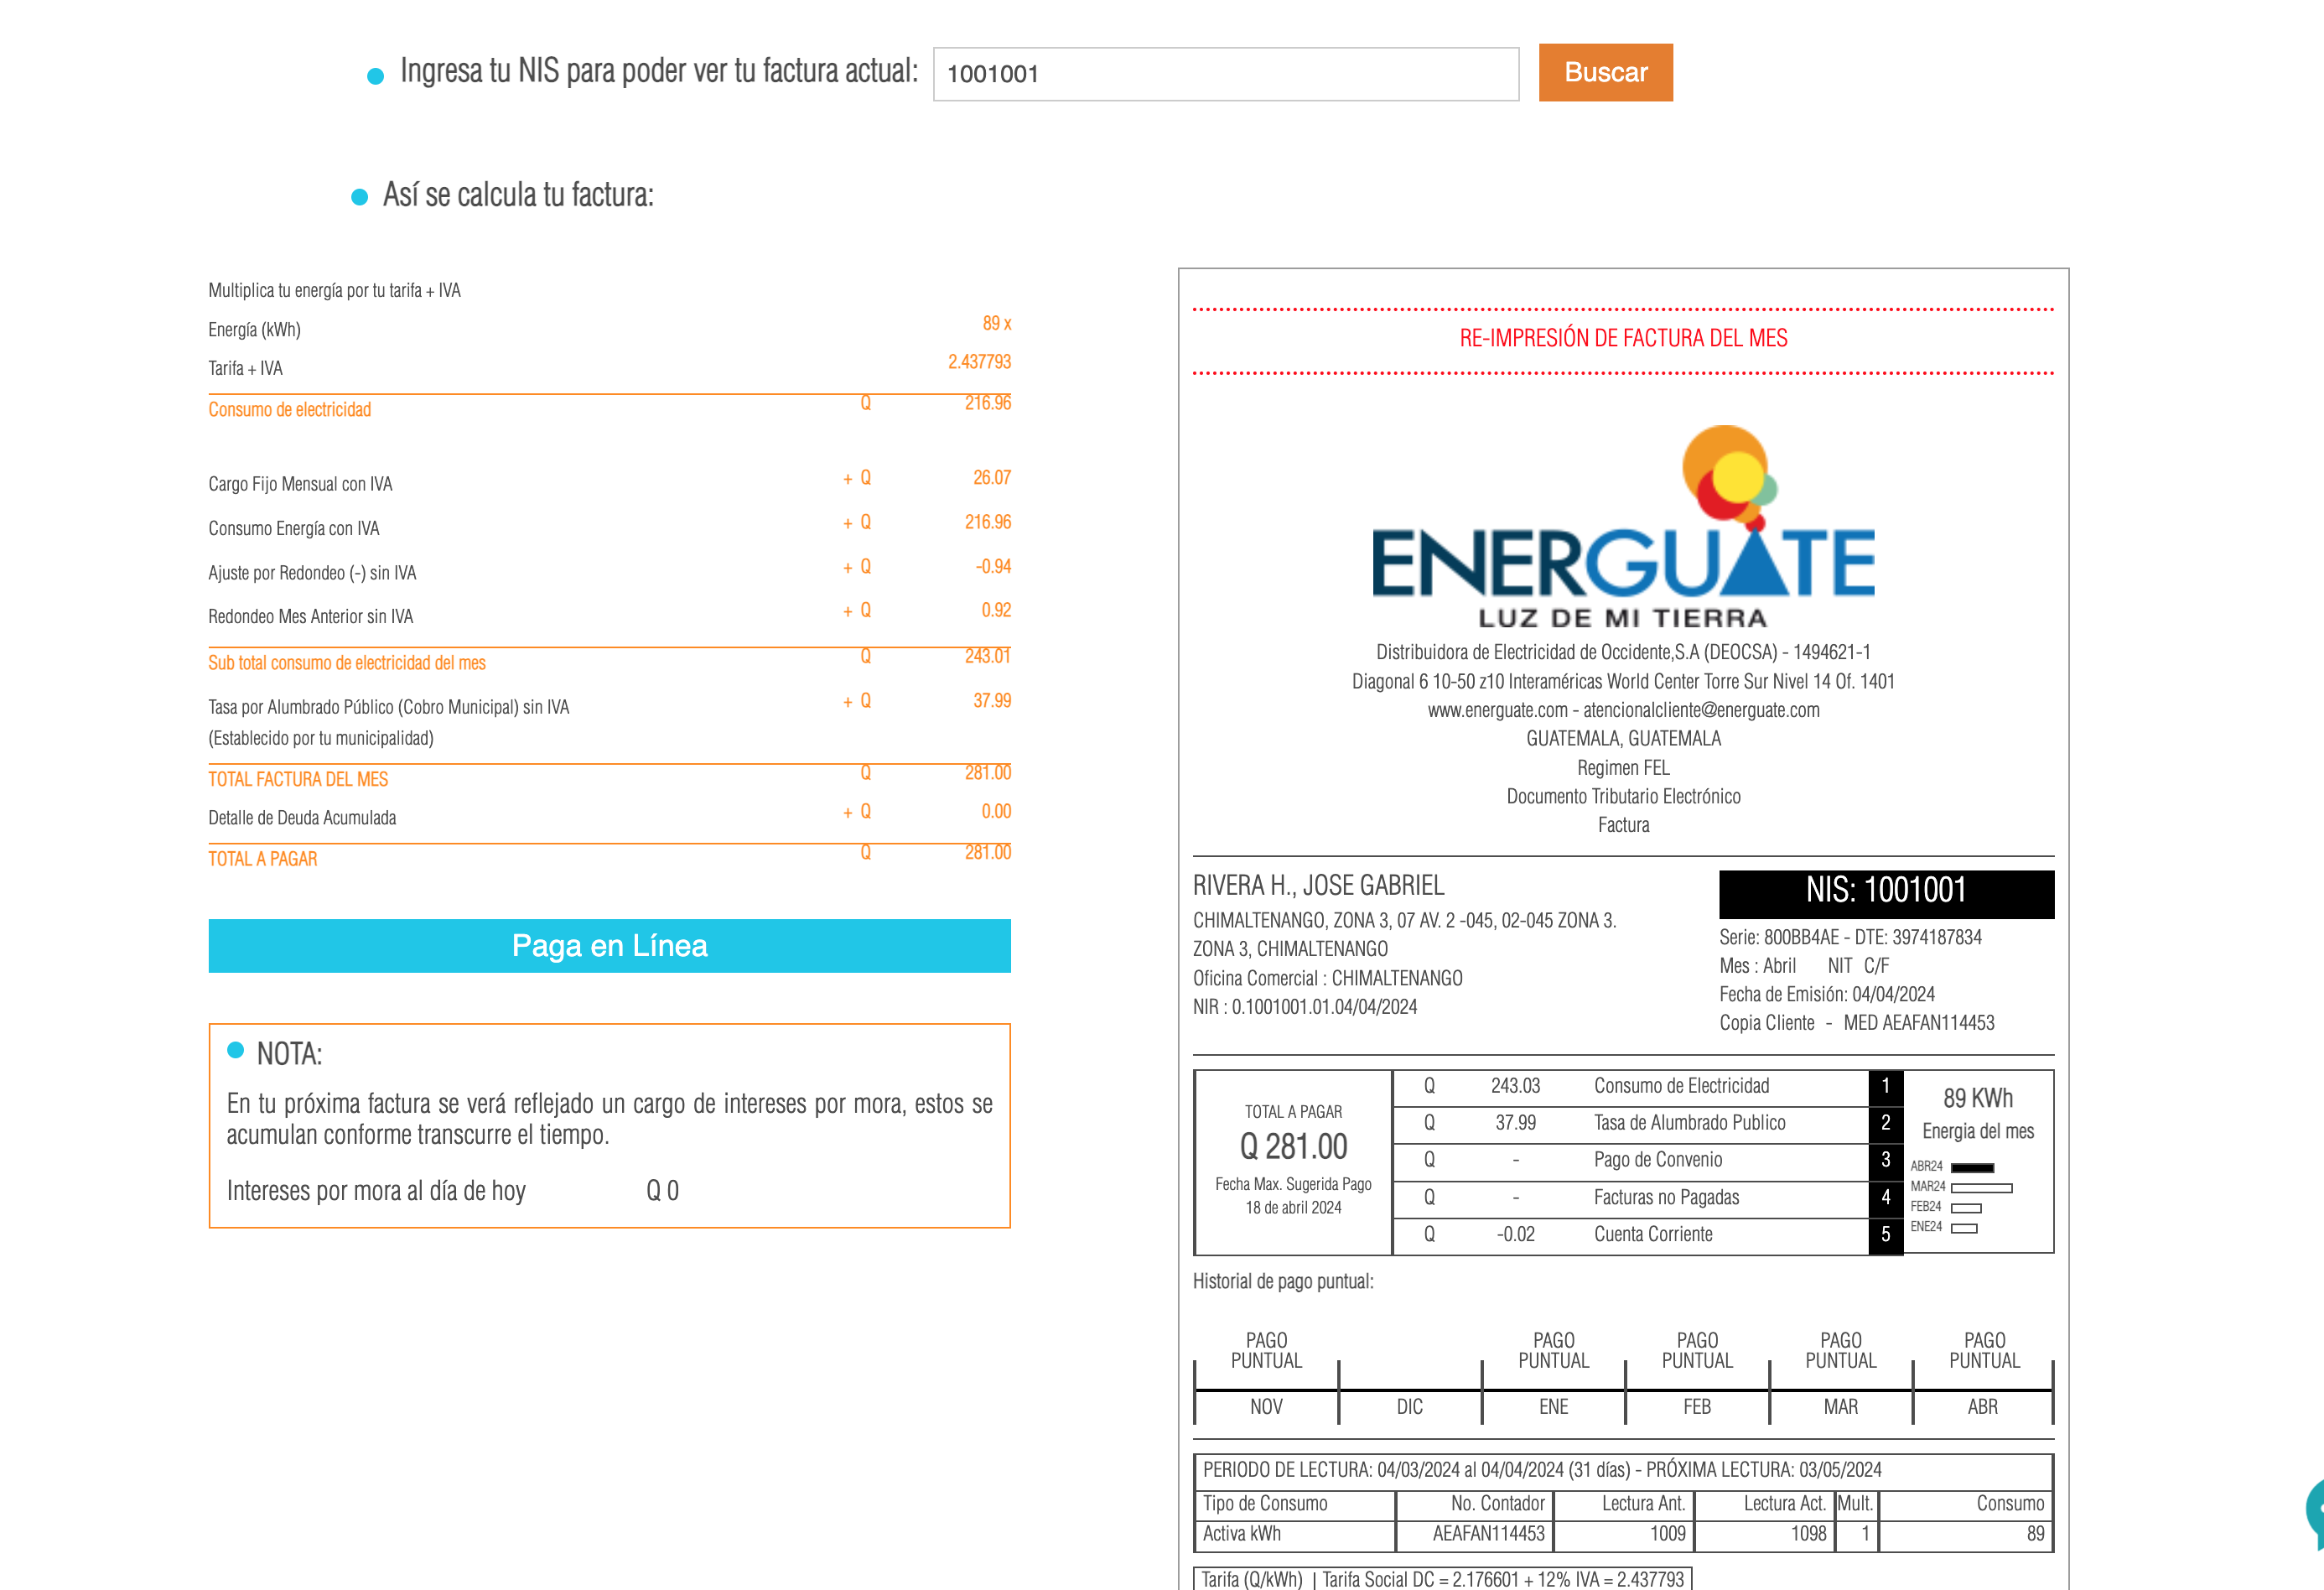 Ingresa tu NIS para poder ver tu factura actual: 1001001 Buscar
Así se calcula tu factura:
Multiplica tu energía por tu tarifa + IVA
Energía (kWh) 89 x
Tarifa + IVA 2.437793
Consumo de electricidad Q 216.96
Cargo Fijo Mensual con IVA + Q 26.07
Consumo Energía con IVA + Q 216.96
Ajuste por Redondeo (-) sin IVA + Q -0.94
Redondeo Mes Anterior sin IVA + Q 0.92
Sub total consumo de electricidad del mes Q 243.01
Tasa por Alumbrado Público (Cobro Municipal) sin IVA + Q 37.99
(Establecido por tu municipalidad)
TOTAL FACTURA DEL MES Q 281.00
Detalle de Deuda Acumulada + Q 0.00
TOTAL A PAGAR Q 281.00
Paga en Línea
NOTA:
En tu próxima factura se verá reflejado un cargo de intereses por mora, estos se
acumulan conforme transcurre el tiempo.
Intereses por mora al día de hoy Q 0
RE-IMPRESIÓN DE FACTURA DEL MES
ENERGUATE
LUZ DE MI TIERRA
Distribuidora de Electricidad de Occidente,S.A (DEOCSA) - 1494621-1
Diagonal 6 10-50 z10 Interaméricas World Center Torre Sur Nivel 14 Of. 1401
www.energuate.com - atencionalcliente@energuate.com
GUATEMALA, GUATEMALA
Regimen FEL
Documento Tributario Electrónico
Factura
RIVERA H., JOSE GABRIEL
CHIMALTENANGO, ZONA 3, 07 AV. 2 -045, 02-045 ZONA 3.
ZONA 3, CHIMALTENANGO
Oficina Comercial : CHIMALTENANGO
NIR : 0.1001001.01.04/04/2024
NIS: 1001001
Serie: 800BB4AE - DTE: 3974187834
Mes : Abril NIT C/F
Fecha de Emisión: 04/04/2024
Copia Cliente - MED AEAFAN114453
TOTAL A PAGAR
Q 281.00
Fecha Max. Sugerida Pago
18 de abril 2024
Q 243.03 Consumo de Electricidad 1
Q 37.99 Tasa de Alumbrado Publico 2
Q - Pago de Convenio 3
Q - Facturas no Pagadas 4
Q -0.02 Cuenta Corriente 5
89 KWh
Energia del mes
ABR24
MAR24
FEB24
ENE24
Historial de pago puntual:
PAGO PAGO PAGO PAGO PAGO
PUNTUAL PUNTUAL PUNTUAL PUNTUAL PUNTUAL
NOV DIC ENE FEB MAR ABR
PERIODO DE LECTURA: 04/03/2024 al 04/04/2024 (31 días) - PRÓXIMA LECTURA: 03/05/2024
Tipo de Consumo No. Contador Lectura Ant. Lectura Act. Mult. Consumo
Activa kWh AEAFAN114453 1009 1098 1 89
Tarifa (Q/kWh) | Tarifa Social DC = 2.176601 + 12% IVA = 2.437793